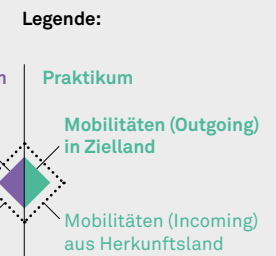 Legende:
Praktikum
Mobilitäten (Outgoing)
in Zielland
Mobilitäten (Incoming)
aus Herkunftsland